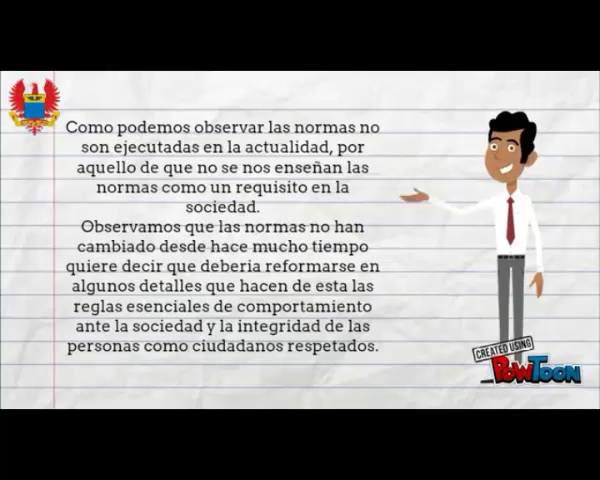 Como podemos observar las normas no
son ejecutadas en la actualidad, por
aquello de que no se nos enseñan las
normas como un requisito en la
sociedad.
Observamos que las normas no han
cambiado desde hace mucho tiempo
quiere decir que debería reformarse en
algunos detalles que hacen de esta las
reglas esenciales de comportamiento
ante la sociedad y la integridad de las
personas como ciudadanos respetados.
CREATED USING
POWTOON